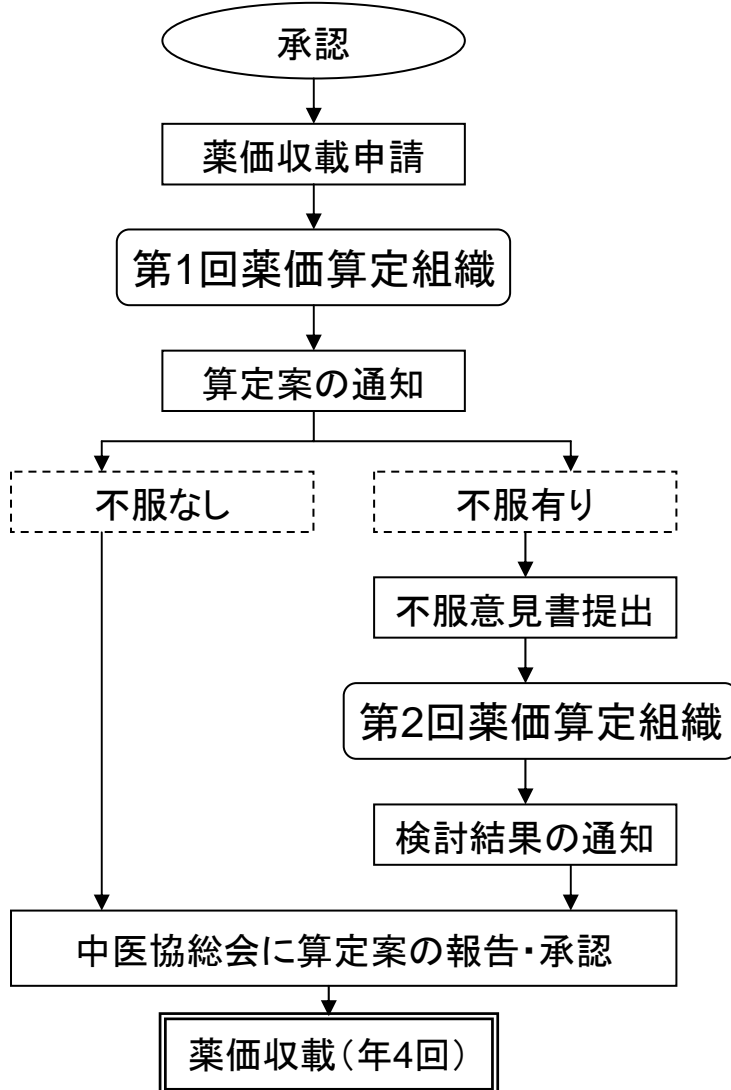 承認
薬価収載申請
第1回薬価算定組織
算定案の通知
不服なし
不服有り
不服意見書提出
第2回薬価算定組織
検討結果の通知
中医協総会に算定案の報告・承認
薬価収載(年4回)